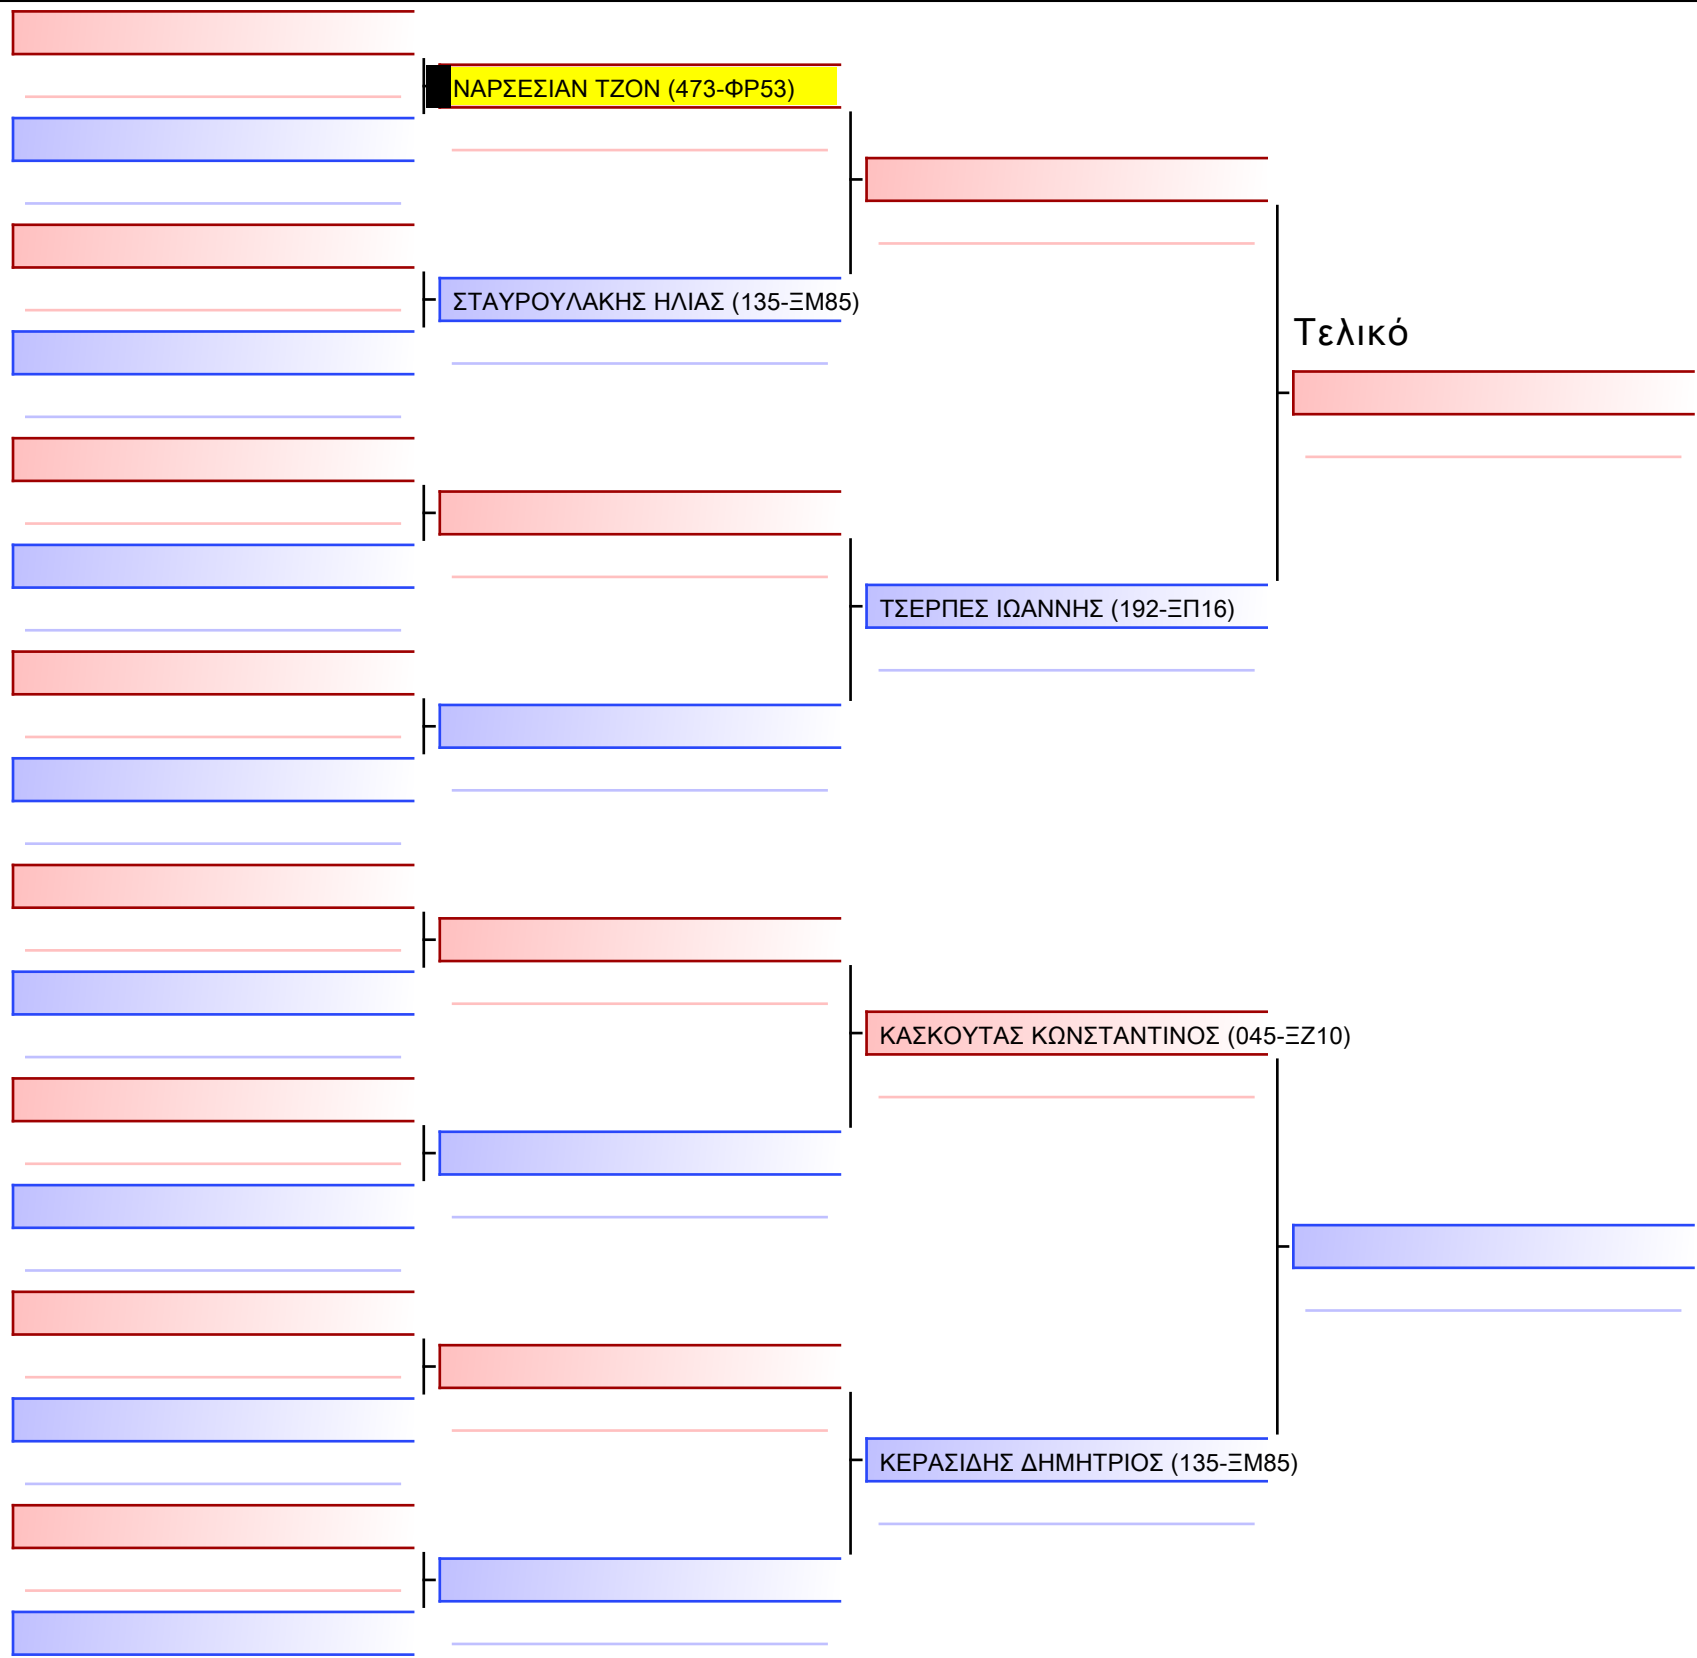 ΝΑΡΣΕΣΙΑΝ ΤΖΟΝ (473-ΦΡ53)
ΣΤΑΥΡΟΥΛΑΚΗΣ ΗΛΙΑΣ (135-ΞΜ85)
Τελικό
ΤΣΕΡΠΕΣ ΙΩΑΝΝΗΣ (192-ΞΠ16)
ΚΑΣΚΟΥΤΑΣ ΚΩΝΣΤΑΝΤΙΝΟΣ (045-ΞΖ10)
ΚΕΡΑΣΙΔΗΣ ΔΗΜΗΤΡΙΟΣ (135-ΞΜ85)